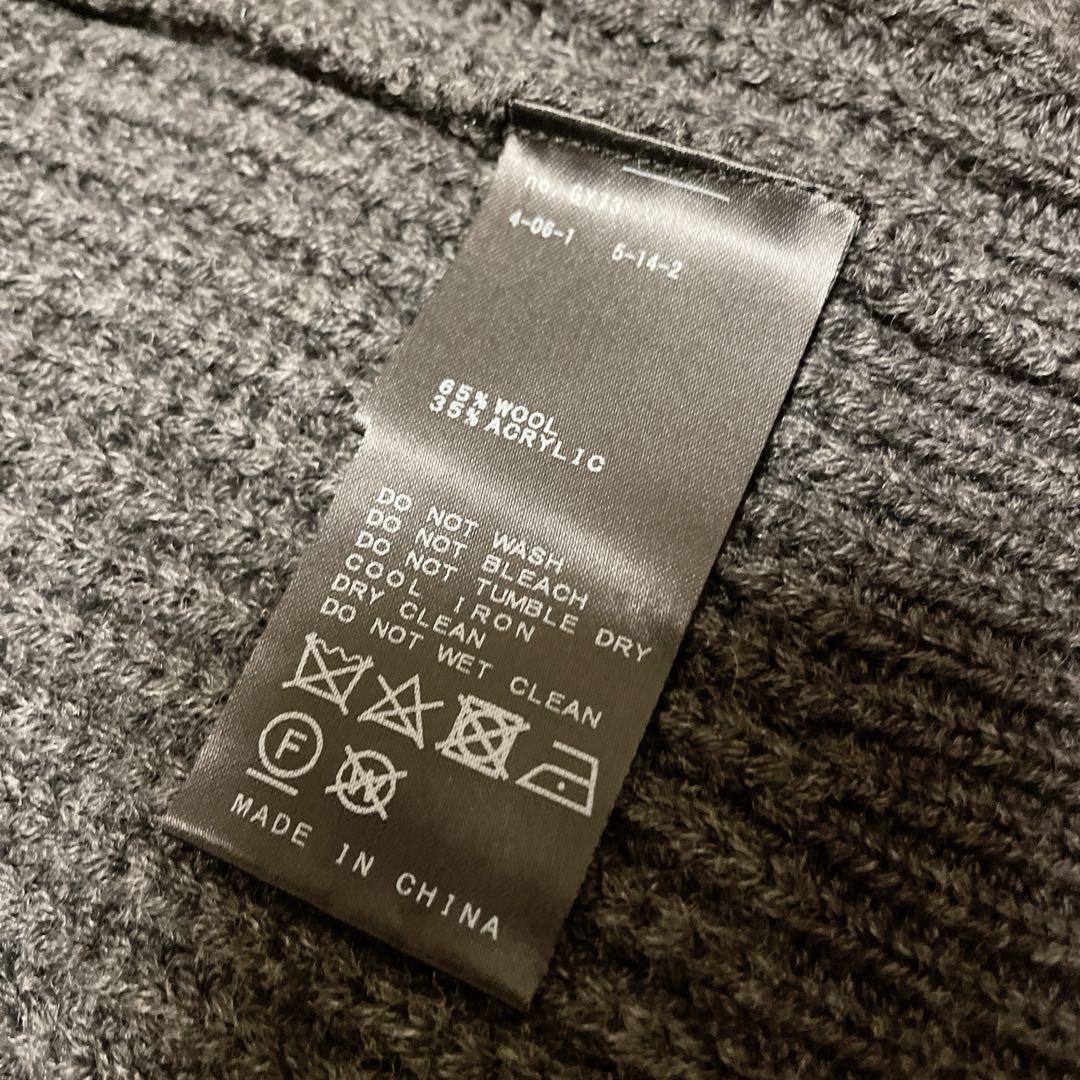 no.
4-06-1 5-14-2
65% WOOL
35% ACRYLIC
DO NOT WASH
DO NOT BLEACH
DO NOT TUMBLE DRY
COOL IRON
DRY CLEAN
DO NOT WET CLEAN
F W
MADE IN CHINA